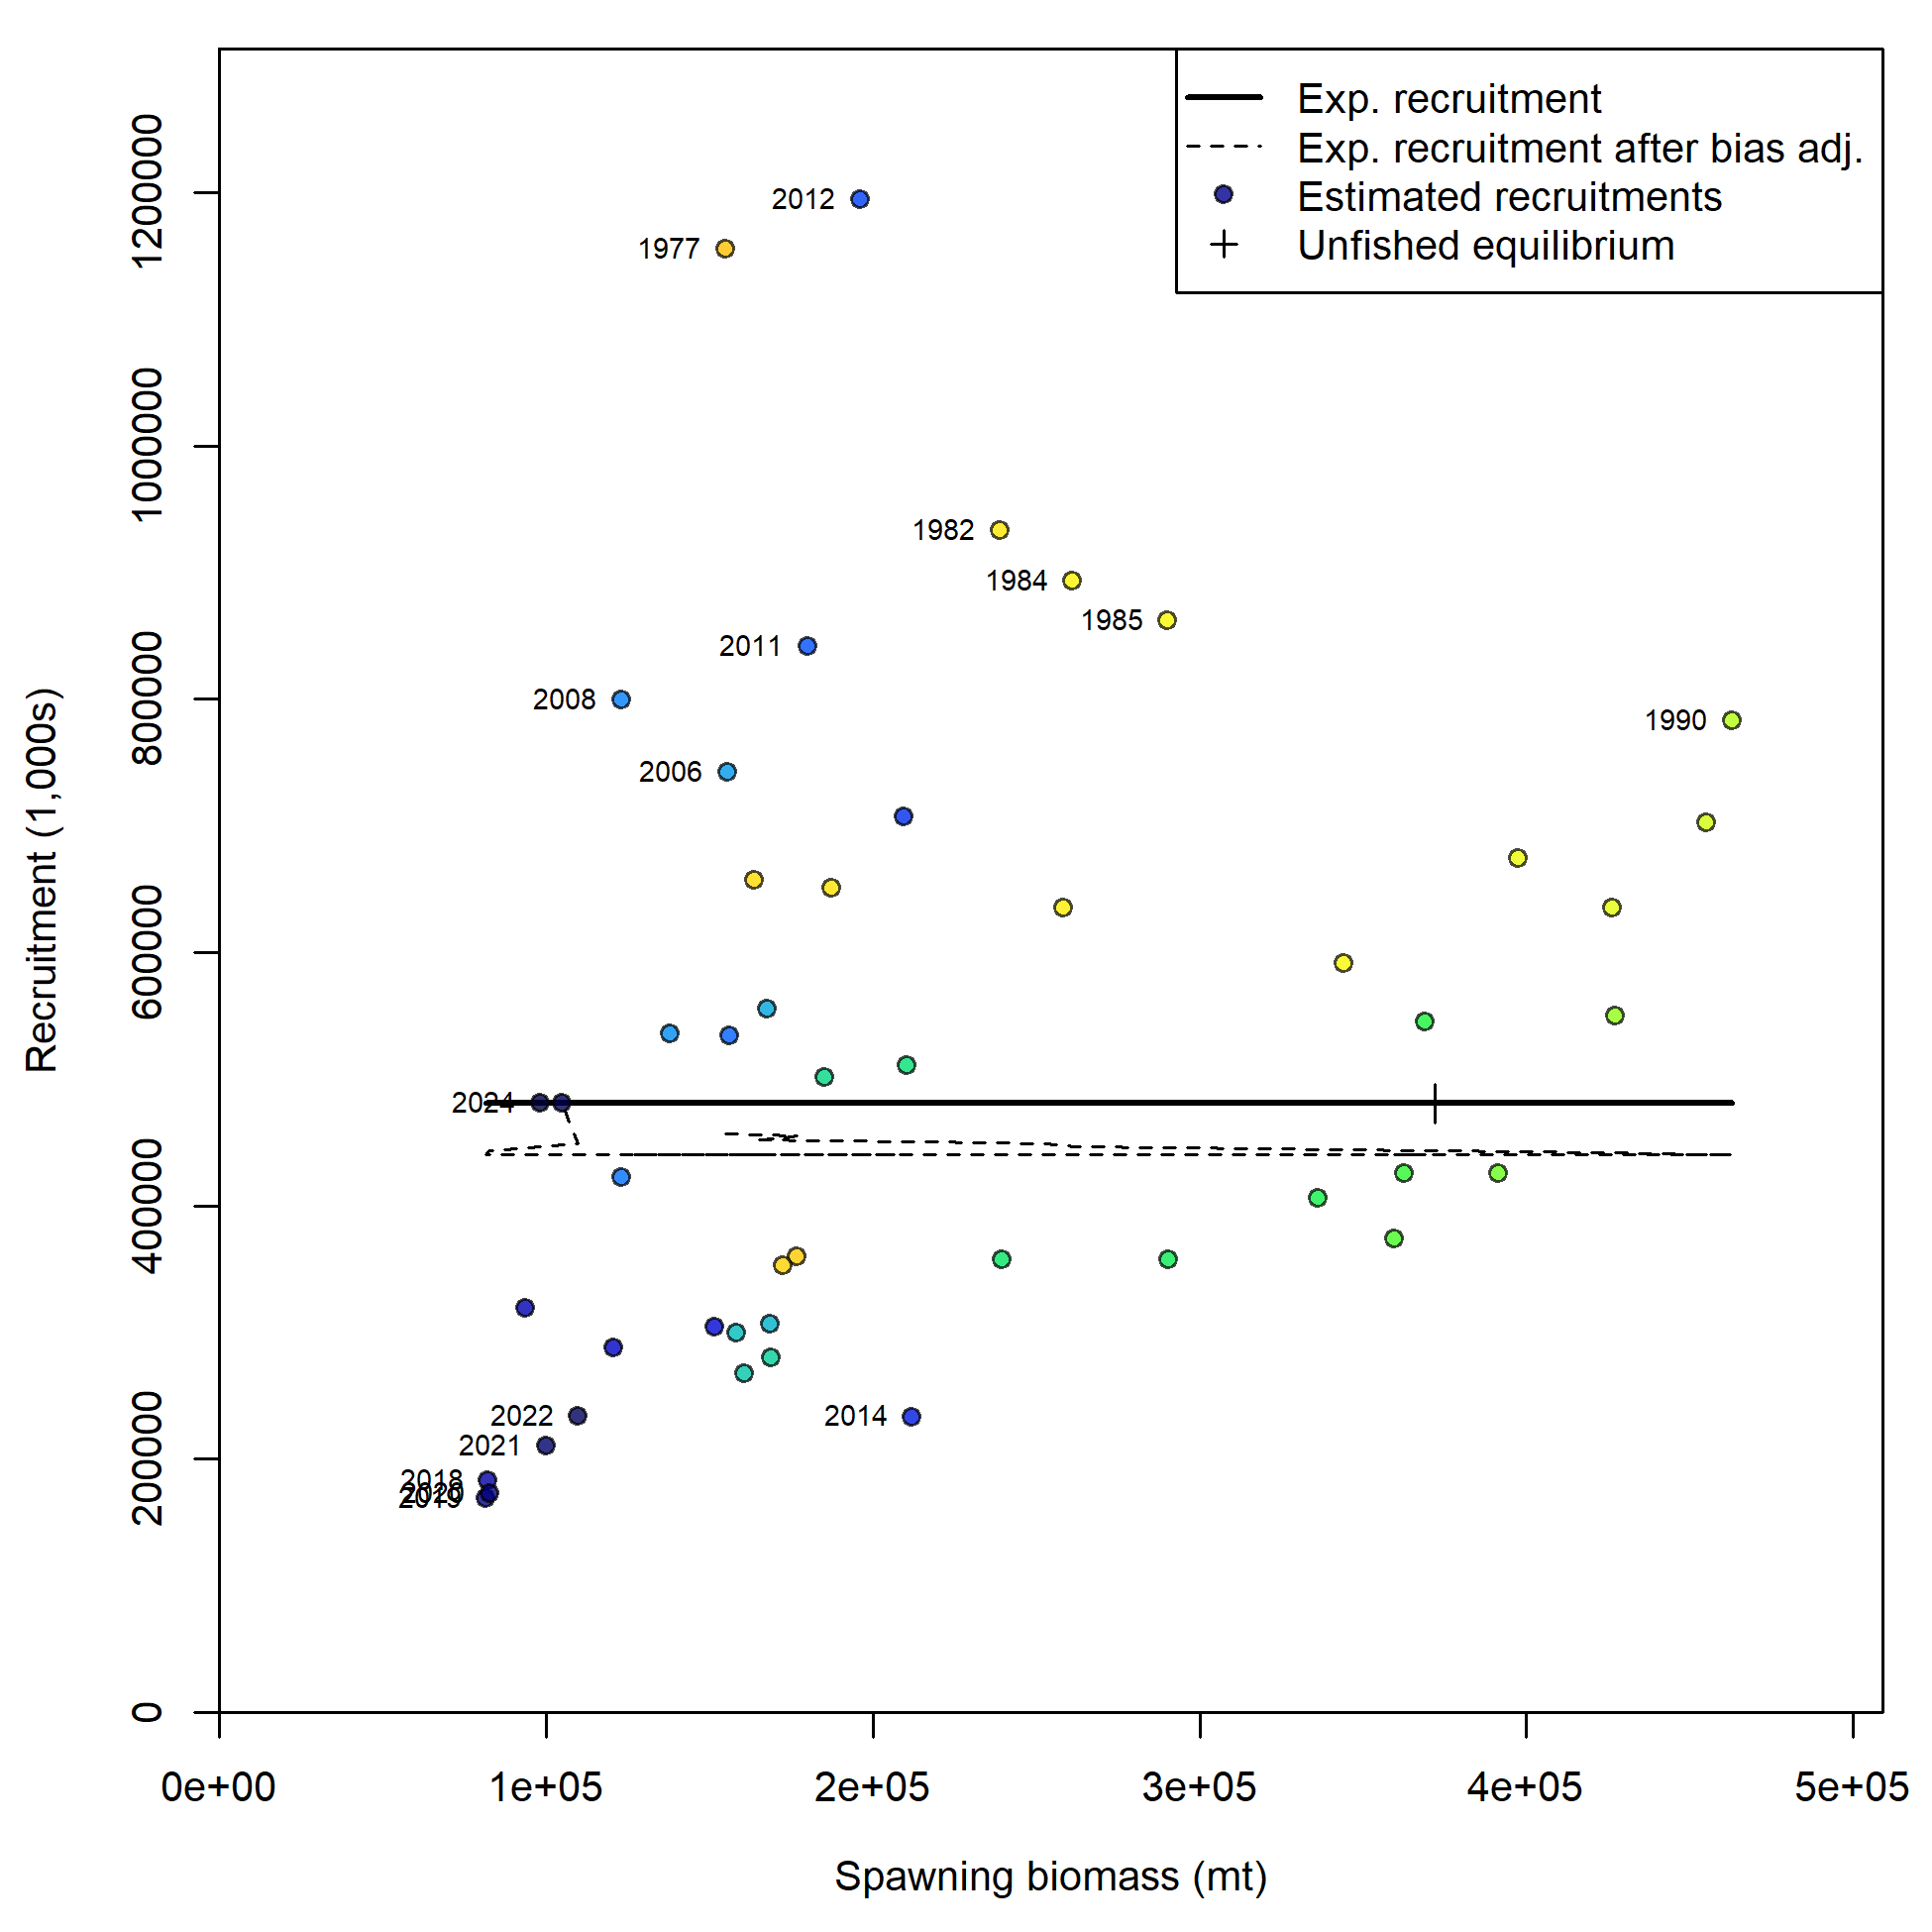 Exp. recruitment
Exp. recruitment after bias adj.
Estimated recruitments
Unfished equilibrium
2012
1977
1982
1984
1985
2011
2008
1990
2006
2024
2022
2014
2021
2018
2019
Recruitment (1,000s)
1200000
1000000
800000
600000
400000
200000
0
0e+00
1e+05
2e+05
3e+05
4e+05
5e+05
Spawning biomass (mt)